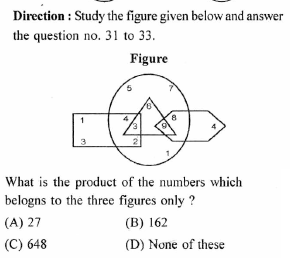 Direction : Study the figure given below and answer
the question no. 31 to 33.
Figure
5
7
6
1
4
3
8
9
4
3
2
1
What is the product of the numbers which
belogns to the three figures only ?
(A) 27
(B) 162
(C) 648
(D) None of these